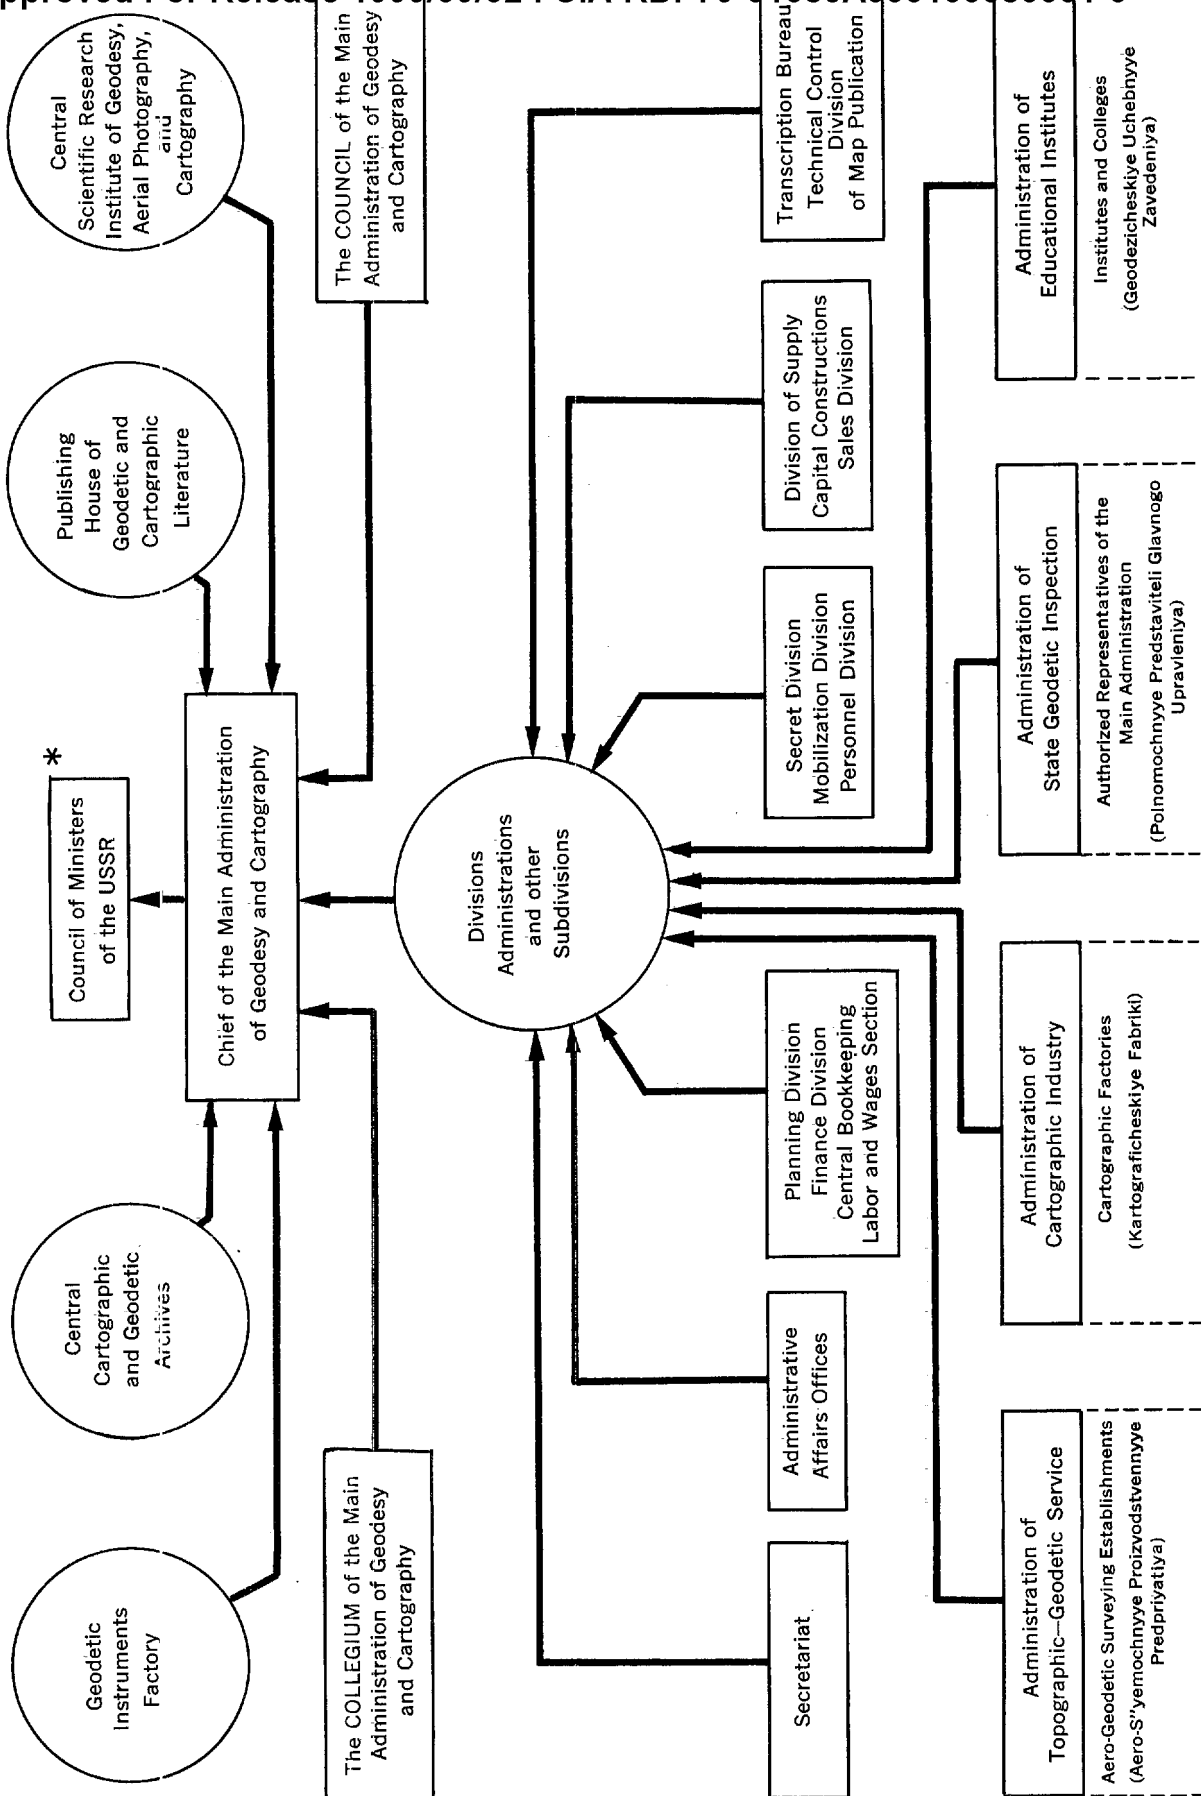 Approved For Release 1999/09/02 : CIA-RDP79-
Council of Ministers
of the USSR
*
Geodetic
Instruments
Factory
Central
Cartographic
and Geodetic
Archives
Chief of the Main Administration
of Geodesy and Cartography
Publishing
House of
Geodetic and
Cartographic
Literature
Central
Scientific Research
Institute of Geodesy,
Aerial Photography,
and
Cartography
The COLLEGIUM of the Main
Administration of Geodesy
and Cartography
The COUNCIL of the Main
Administration of Geodesy
and Cartography
Divisions
Administrations
and other
Subdivisions
Secretariat
Administrative
Affairs Offices
Planning Division
Finance Division
Central Bookkeeping
Labor and Wages Section
Secret Division
Mobilization Division
Personnel Division
Division of Supply
Capital Constructions
Sales Division
Transcription Bureau
Technical Control
Division
of Map Publication
Administration of
Topographic—Geodetic Service
Aero-Geodetic Surveying Establishments
(Aero-S"yemochnyye Proizvodstvennyye
Predpriyatiya)
Administration of
Cartographic Industry
Cartographic Factories
(Kartograficheskiye Fabriki)
Administration of
State Geodetic Inspection
Authorized Representatives of the
Main Administration
(Polnomochnyye Predstaviteli Glavnogo
Upravleniya)
Administration of
Educational Institutes
Institutes and Colleges
(Geodezicheskiye Uchebnyye
Zavedeniya)